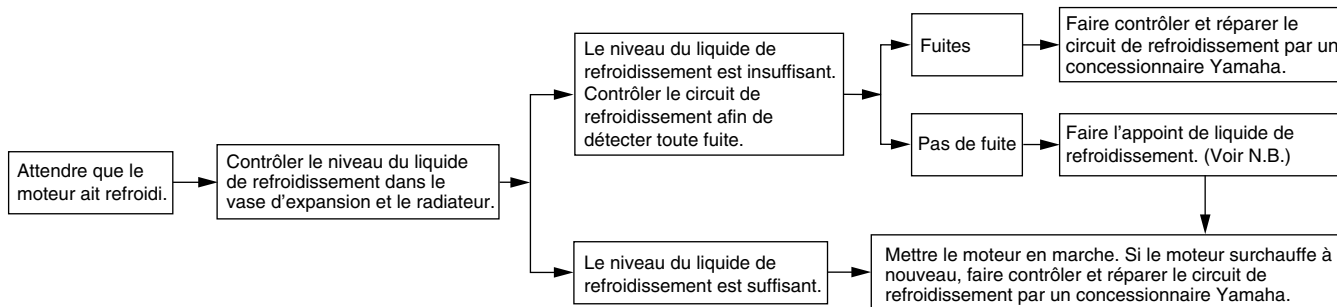 Attendre que le
moteur ait refroidi.
Contrôler le niveau du liquide
de refroidissement dans le
vase d'expansion et le radiateur.
Le niveau du liquide de
refroidissement est insuffisant.
Contrôler le circuit de
refroidissement afin de
détecter toute fuite.
Fuites
Faire contrôler et réparer le
circuit de refroidissement par un
concessionnaire Yamaha.
Pas de fuite
Faire l'appoint de liquide de
refroidissement. (Voir N.B.)
Le niveau du liquide de
refroidissement est suffisant.
Mettre le moteur en marche. Si le moteur surchauffe à
nouveau, faire contrôler et réparer le circuit de
refroidissement par un concessionnaire Yamaha.